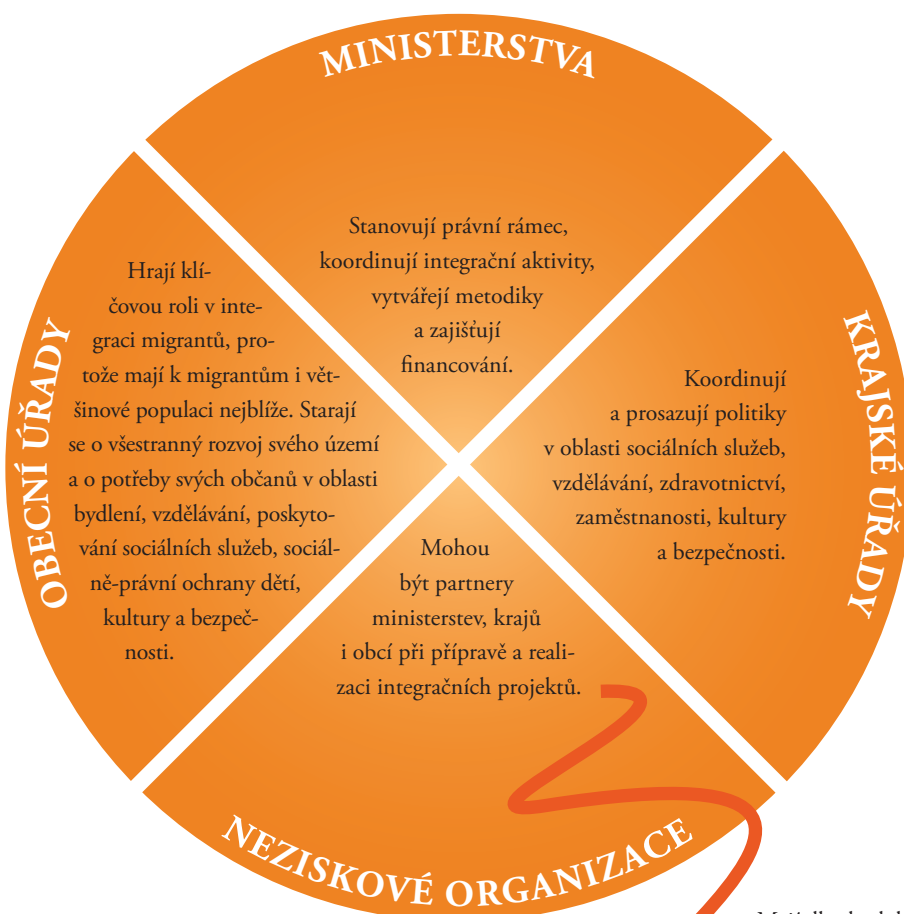 MINISTERSTVA
Stanovují právní rámec,
koordinují integrační aktivity,
vytvářejí metodiky
a zajišťují
financování.
OBECNÍ ÚŘADY
Hrají klí-
čovou roli v inte-
graci migrantů, pro-
tože mají k migrantům i vět-
šinové populaci nejblíže. Starají
se o všestranný rozvoj svého území
a o potřeby svých občanů v oblasti
bydlení, vzdělávání, poskyto-
vání sociálních služeb, sociál-
ně-právní ochrany dětí,
kultury a bezpeč-
nosti.
KRAJSKÉ ÚŘADY
Koordinují
a prosazují politiky
v oblasti sociálních služeb,
vzdělávání, zdravotnictví,
zaměstnanosti, kultury
a bezpečnosti.
Mohou
být partnery
ministerstev, krajů
i obcí při přípravě a reali-
zaci integračních projektů.
NEZISKOVÉ ORGANIZACE